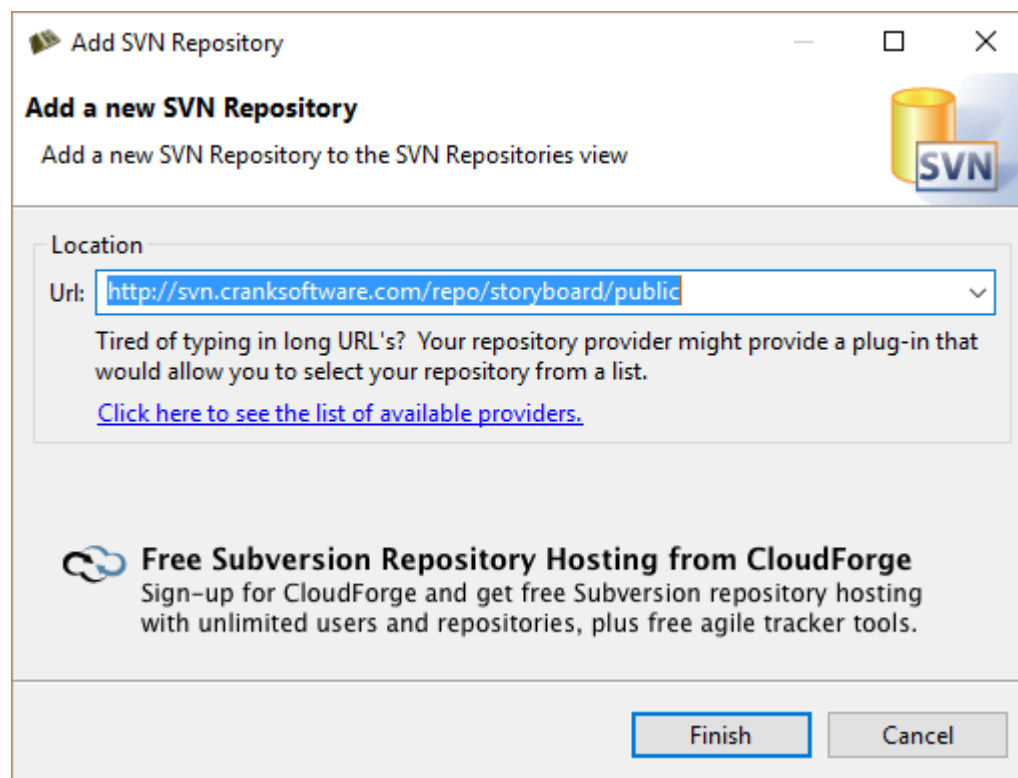 Add SVN Repository
Add a new SVN Repository
Add a new SVN Repository to the SVN Repositories view
SVN
Location
Url: http://svn.cranksoftware.com/repo/storyboard/public
Tired of typing in long URL's?  Your repository provider might provide a plug-in that
would allow you to select your repository from a list.
Click here to see the list of available providers.
Free Subversion Repository Hosting from CloudForge
Sign-up for CloudForge and get free Subversion repository hosting
with unlimited users and repositories, plus free agile tracker tools.
Finish Cancel